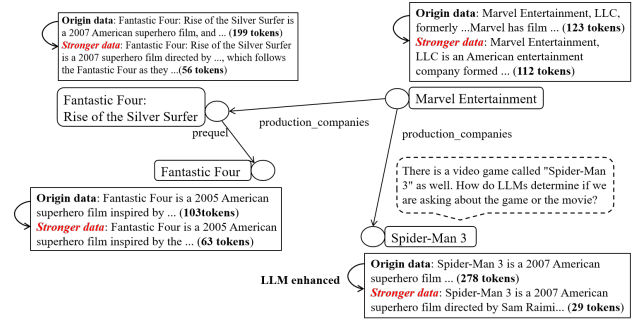 Origin data: Fantastic Four: Rise of the Silver Surfer is
a 2007 American superhero film, and ... (199 tokens)
Stronger data: Fantastic Four: Rise of the Silver Surfer
is a 2007 superhero film directed by ..., which follows
the Fantastic Four as they ...(56 tokens)
Origin data: Marvel Entertainment, LLC,
formerly ...Marvel has film ... (123 tokens)
Stronger data: Marvel Entertainment,
LLC is an American entertainment
company formed ... (112 tokens)
Fantastic Four:
Rise of the Silver Surfer
Marvel Entertainment
production_companies
prequel
production_companies
Fantastic Four
There is a video game called "Spider-Man
3" as well. How do LLMs determine if we
are asking about the game or the movie?
Origin data: Fantastic Four is a 2005 American
superhero film inspired by ... (103tokens)
Stronger data: Fantastic Four is a 2005 American
superhero film inspired by the ... (63 tokens)
Spider-Man 3
LLM enhanced
Origin data: Spider-Man 3 is a 2007 American
superhero film ... (278 tokens)
Stronger data: Spider-Man 3 is a 2007 American
superhero film directed by Sam Raimi... (29 tokens)